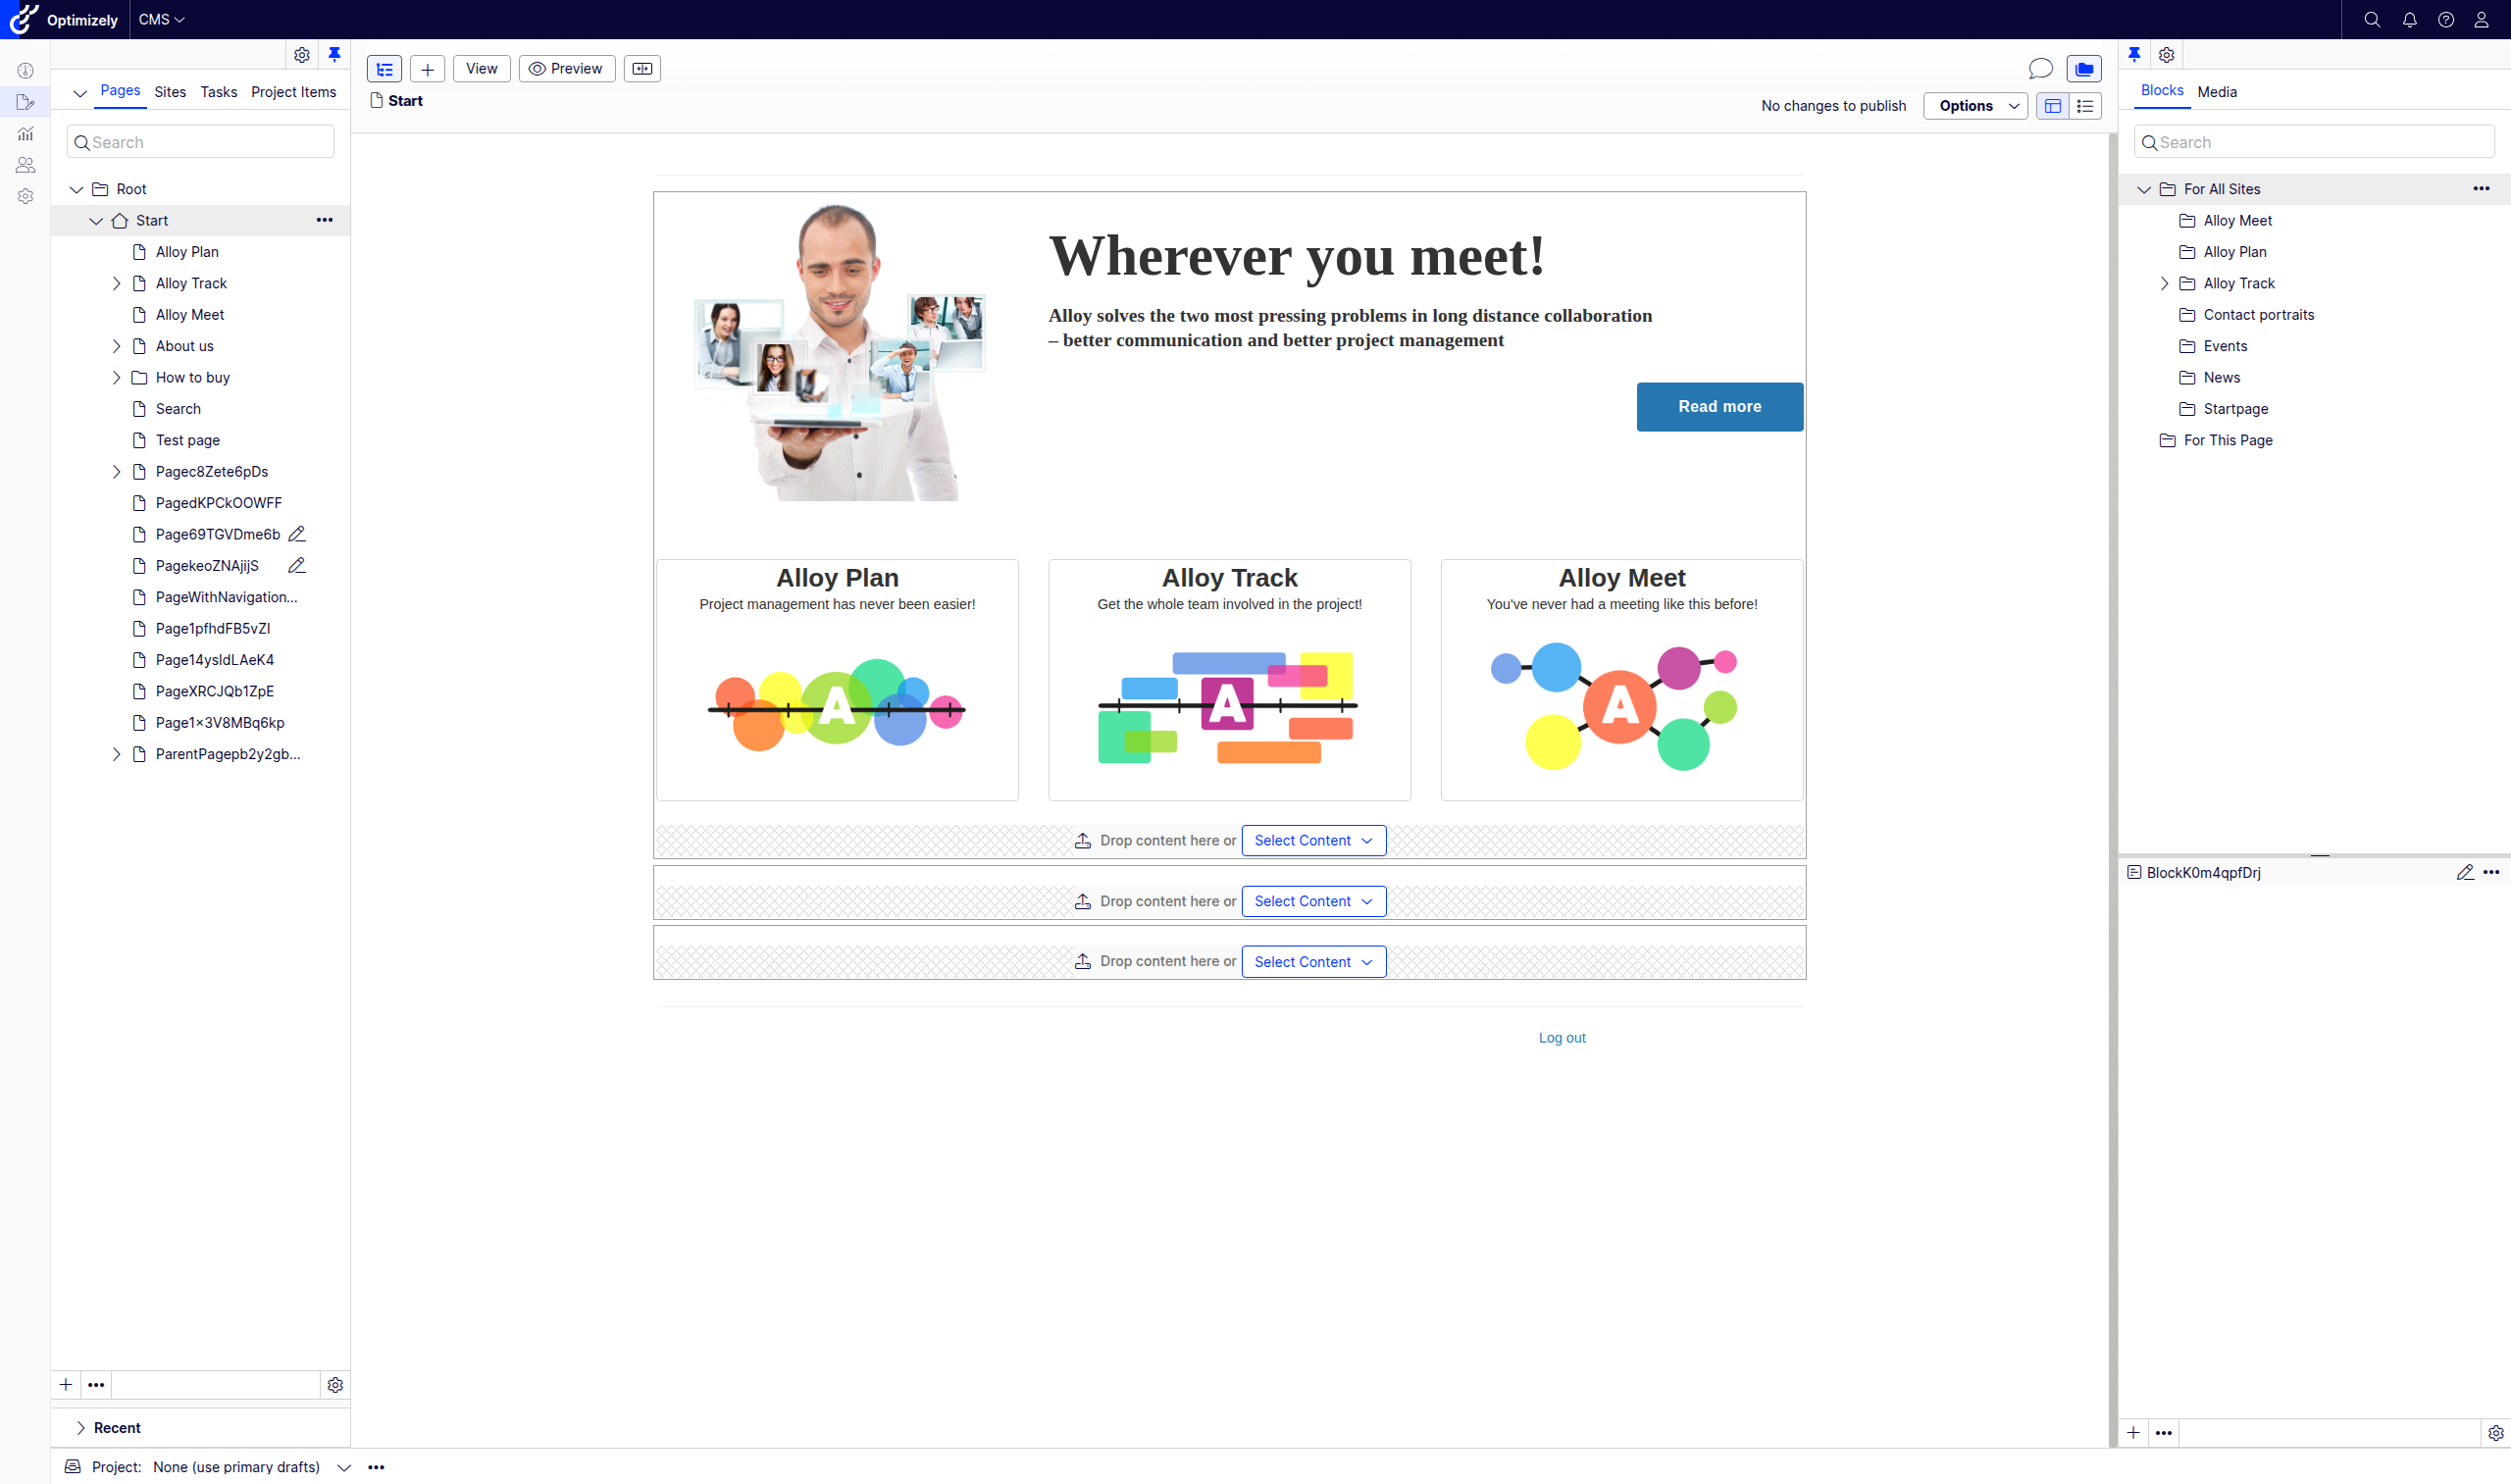 Optimizely CMS
Pages Sites Tasks Project Items
Search
Root
Start
Alloy Plan
Alloy Track
Alloy Meet
About us
How to buy
Search
Test page
Pagec8Zete6pDs
PagedKPCkOOWFF
Page69TGVDme6b
PagekeoZNAjijS
PageWithNavigation...
Page1pfhdFB5vZI
Page14ysIdLAeK4
PageXRCJQb1ZpE
Page1×3V8MBq6kp
ParentPagepb2y2gb...
Recent
Project: None (use primary drafts)
View Preview
Start
No changes to publish Options
Wherever you meet!
Alloy solves the two most pressing problems in long distance collaboration
– better communication and better project management
Read more
Alloy Plan
Project management has never been easier!
A
Alloy Track
Get the whole team involved in the project!
A
Alloy Meet
You've never had a meeting like this before!
A
Drop content here or Select Content
Drop content here or Select Content
Drop content here or Select Content
Log out
Blocks Media
Search
For All Sites
Alloy Meet
Alloy Plan
Alloy Track
Contact portraits
Events
News
Startpage
For This Page
BlockK0m4qpfDrj